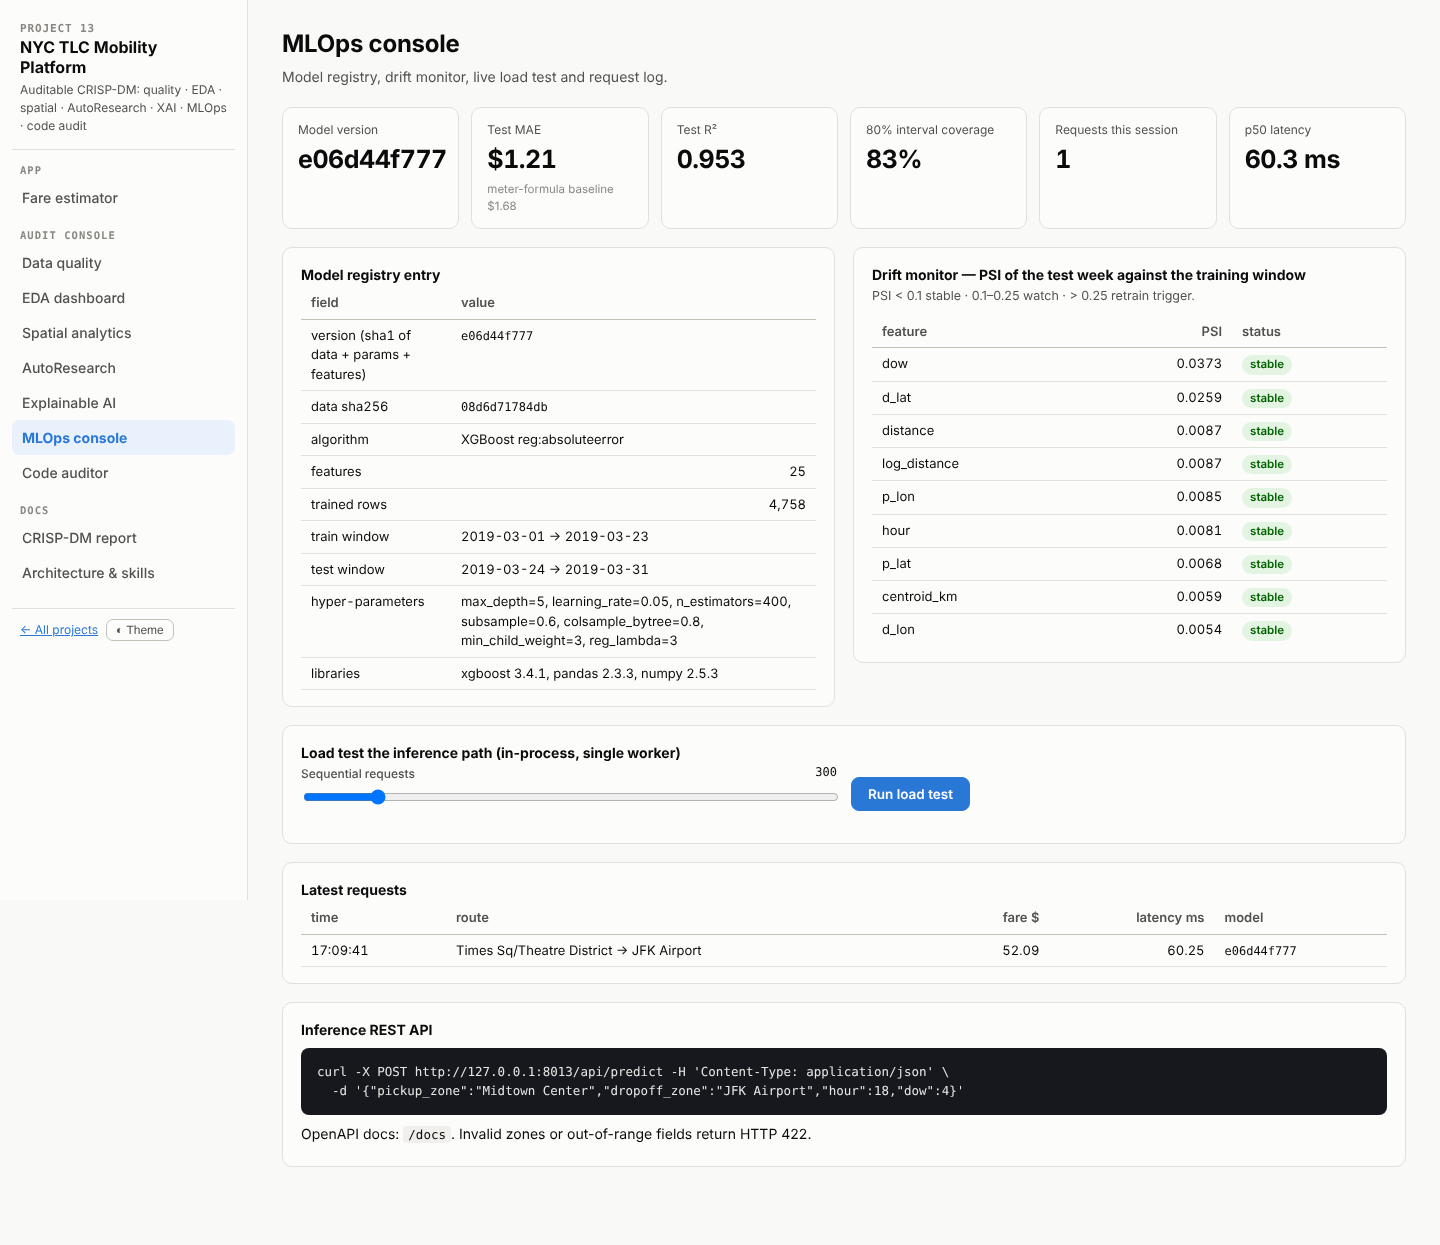 PROJECT 13
NYC TLC Mobility
Platform
Auditable CRISP-DM: quality · EDA ·
spatial · AutoResearch · XAI · MLOps
· code audit
APP
Fare estimator
AUDIT CONSOLE
Data quality
EDA dashboard
Spatial analytics
AutoResearch
Explainable AI
MLOps console
Code auditor
DOCS
CRISP-DM report
Architecture & skills
← All projects
Theme
MLOps console
Model registry, drift monitor, live load test and request log.
Model version
e06d44f777
Test MAE
$1.21
meter-formula baseline
$1.68
Test R²
0.953
80% interval coverage
83%
Requests this session
1
p50 latency
60.3 ms
Model registry entry
field value
version (sha1 of e06d44f777
data + params +
features)
data sha256 08d6d71784db
algorithm XGBoost reg:absoluteerror
features 25
trained rows 4,758
train window 2019-03-01 → 2019-03-23
test window 2019-03-24 → 2019-03-31
hyper-parameters max_depth=5, learning_rate=0.05, n_estimators=400,
subsample=0.6, colsample_bytree=0.8,
min_child_weight=3, reg_lambda=3
libraries xgboost 3.4.1, pandas 2.3.3, numpy 2.5.3
Drift monitor — PSI of the test week against the training window
PSI < 0.1 stable · 0.1–0.25 watch · > 0.25 retrain trigger.
feature PSI status
dow 0.0373 stable
d_lat 0.0259 stable
distance 0.0087 stable
log_distance 0.0087 stable
p_lon 0.0085 stable
hour 0.0081 stable
p_lat 0.0068 stable
centroid_km 0.0059 stable
d_lon 0.0054 stable
Load test the inference path (in-process, single worker)
Sequential requests 300
Run load test
Latest requests
time route fare $ latency ms model
17:09:41 Times Sq/Theatre District → JFK Airport 52.09 60.25 e06d44f777
Inference REST API
curl -X POST http://127.0.0.1:8013/api/predict -H 'Content-Type: application/json' \
-d '{"pickup_zone":"Midtown Center","dropoff_zone":"JFK Airport","hour":18,"dow":4}'
OpenAPI docs: /docs. Invalid zones or out-of-range fields return HTTP 422.